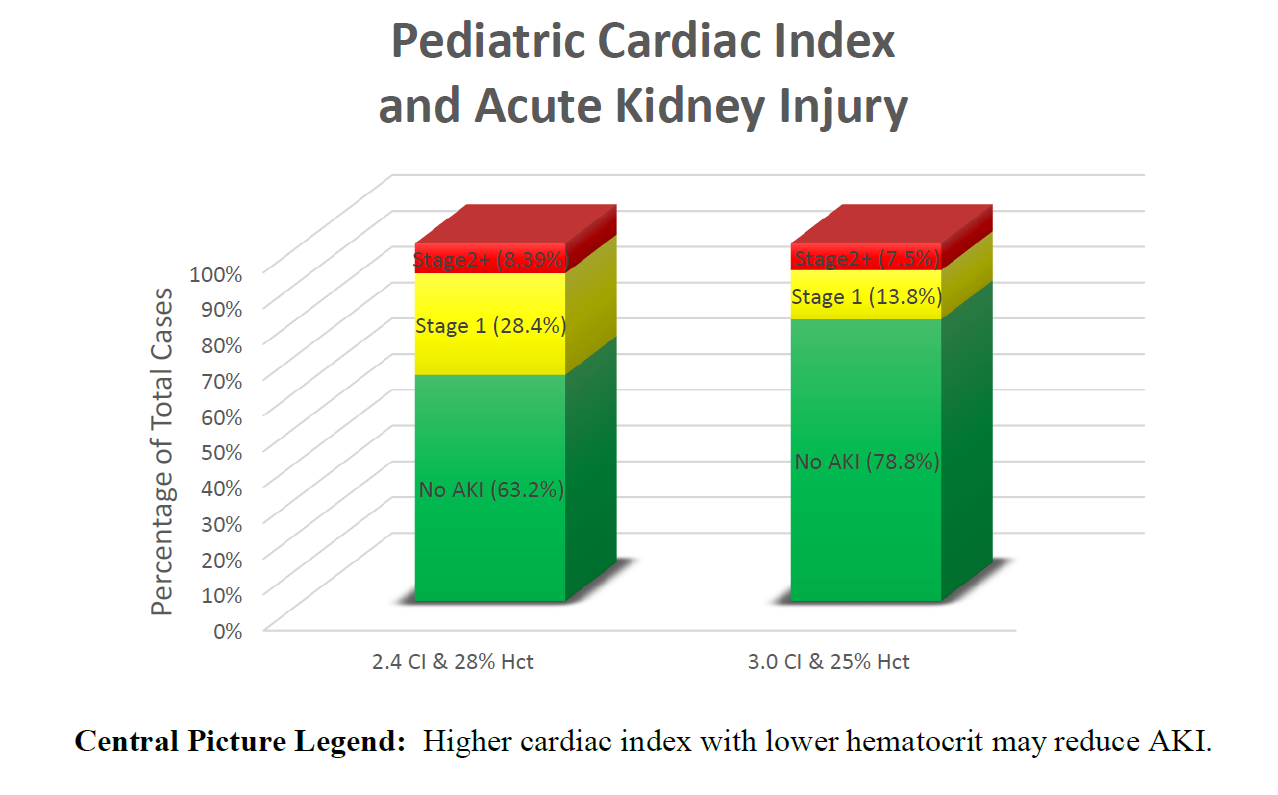 Pediatric Cardiac Index
and Acute Kidney Injury
Percentage of Total Cases
100%
90%
80%
70%
60%
50%
40%
30%
20%
10%
0%
Stage2+ (8.39%)
Stage 1 (28.4%)
No AKI (63.2%)
Stage2+ (7.5%)
Stage 1 (13.8%)
No AKI (78.8%)
2.4 CI & 28% Hct
3.0 CI & 25% Hct
Central Picture Legend: Higher cardiac index with lower hematocrit may reduce AKI.